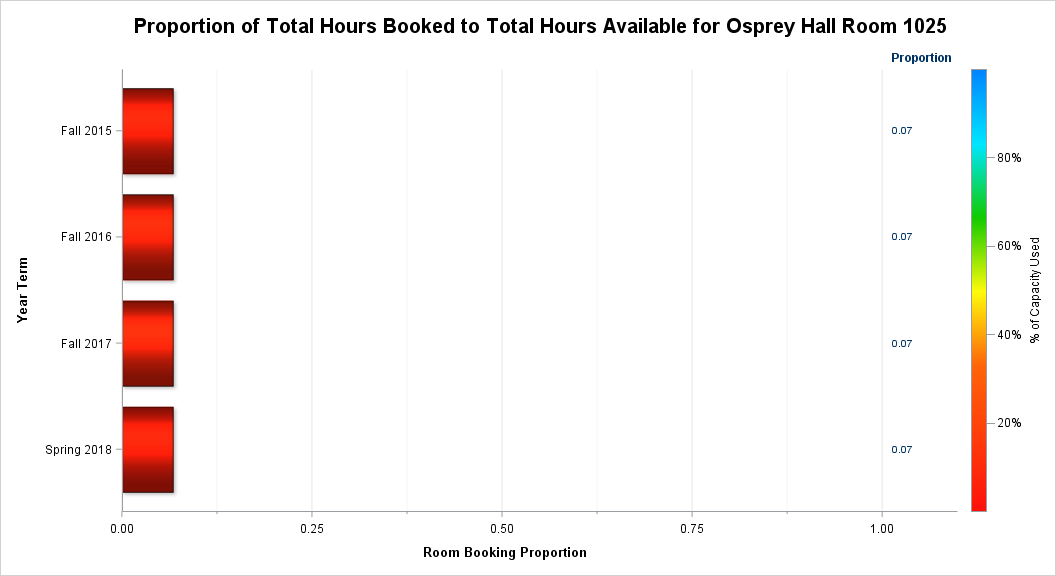 Proportion of Total Hours Booked to Total Hours Available for Osprey Hall Room 1025
Proportion
Fall 2015
0.07
80%
Fall 2016
0.07
60%
Year Term
% of Capacity Used
Fall 2017
0.07
40%
20%
Spring 2018
0.07
0.00
0.25
0.50
0.75
1.00
Room Booking Proportion